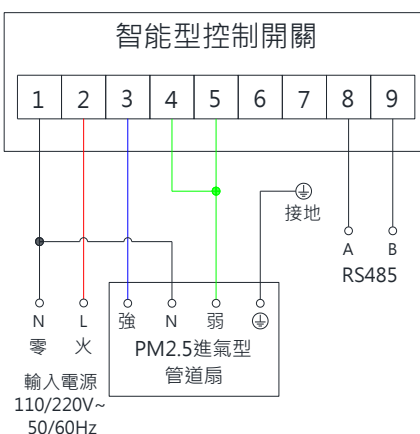 智能型控制開關
1 2 3 4 5 6 7 8 9
接地
A B
RS485
N L 強 N 弱
零 火
PM2.5進氣型
管道扇
輸入電源
110/220V~
50/60Hz